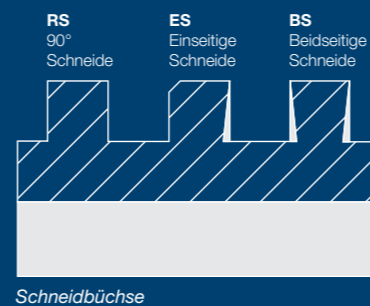 RS
90°
Schneide
ES
Einseitige
Schneide
BS
Beidseitige
Schneide
Schneidbüchse